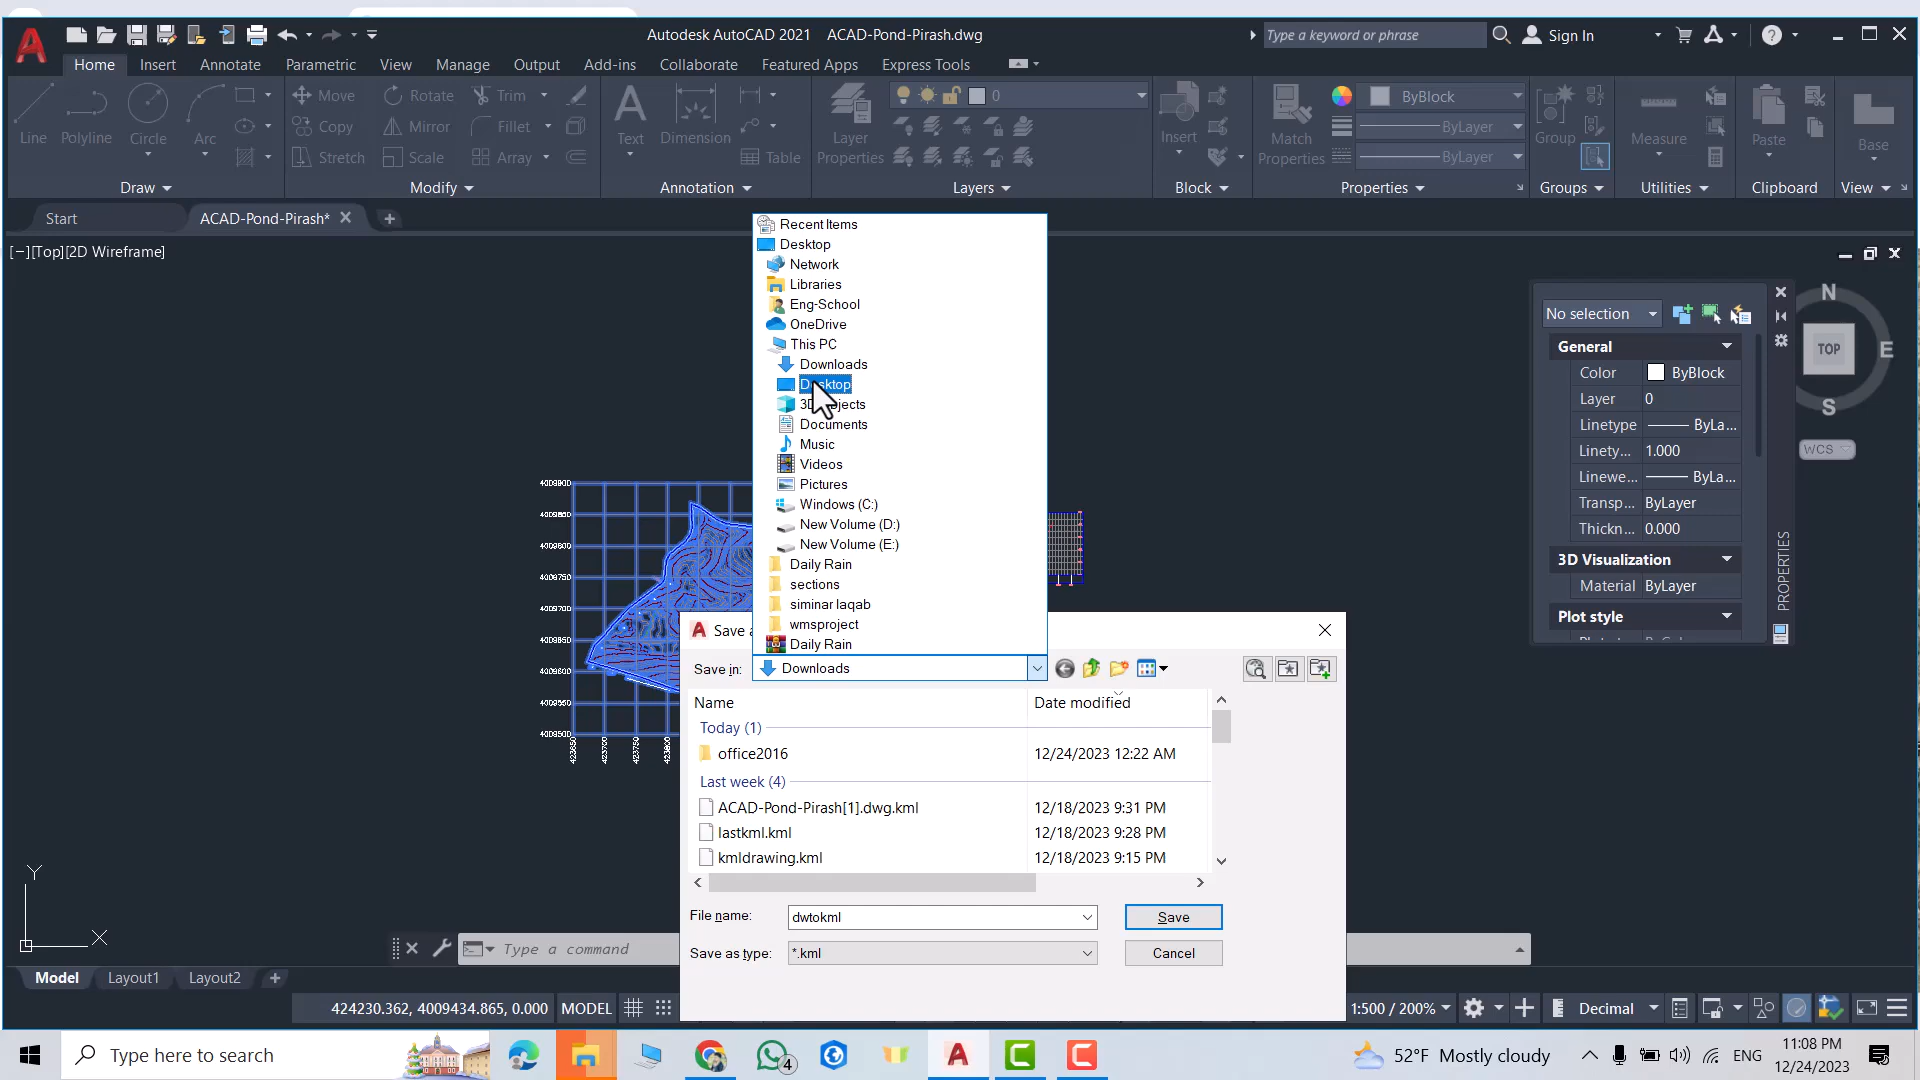 Autodesk AutoCAD 2021   ACAD-Pond-Pirash.dwg
Type a keyword or phrase
Sign In
Home Insert Annotate Parametric View Manage Output Add-ins Collaborate Featured Apps Express Tools
Line Polyline Circle Arc
Move Rotate Trim
Copy Mirror Fillet
Stretch Scale Array
Text Dimension Table
Layer Properties
0
Insert
Match Properties
ByBlock
ByLayer
ByLayer
Group Measure Paste Base
Draw Modify Annotation Layers Block Properties Groups Utilities Clipboard View
Start ACAD-Pond-Pirash*
[−][Top][2D Wireframe]
Recent Items
Desktop
Network
Libraries
Eng-School
OneDrive
This PC
Downloads
Desktop
Documents
Music
Videos
Pictures
Windows (C:)
New Volume (D:)
New Volume (E:)
Daily Rain
sections
siminar laqab
wmsproject
Daily Rain
Save in: Downloads
Name Date modified
Today (1)
office2016 12/24/2023 12:22 AM
Last week (4)
ACAD-Pond-Pirash[1].dwg.kml 12/18/2023 9:31 PM
lastkml.kml 12/18/2023 9:28 PM
kmldrawing.kml 12/18/2023 9:15 PM
File name: dwtokml Save
Save as type: *.kml Cancel
No selection
General
Color ByBlock
Layer 0
Linetype ByLa...
Linety... 1.000
Linewe... ByLa...
Transp... ByLayer
Thickn... 0.000
3D Visualization
Material ByLayer
Plot style
PROPERTIES
N
TOP E
S
WCS
Y
X
Type a command
Model Layout1 Layout2
424230.362, 4009434.865, 0.000 MODEL
1:500 / 200% Decimal
Type here to search
4
52°F Mostly cloudy
ENG
11:08 PM
12/24/2023